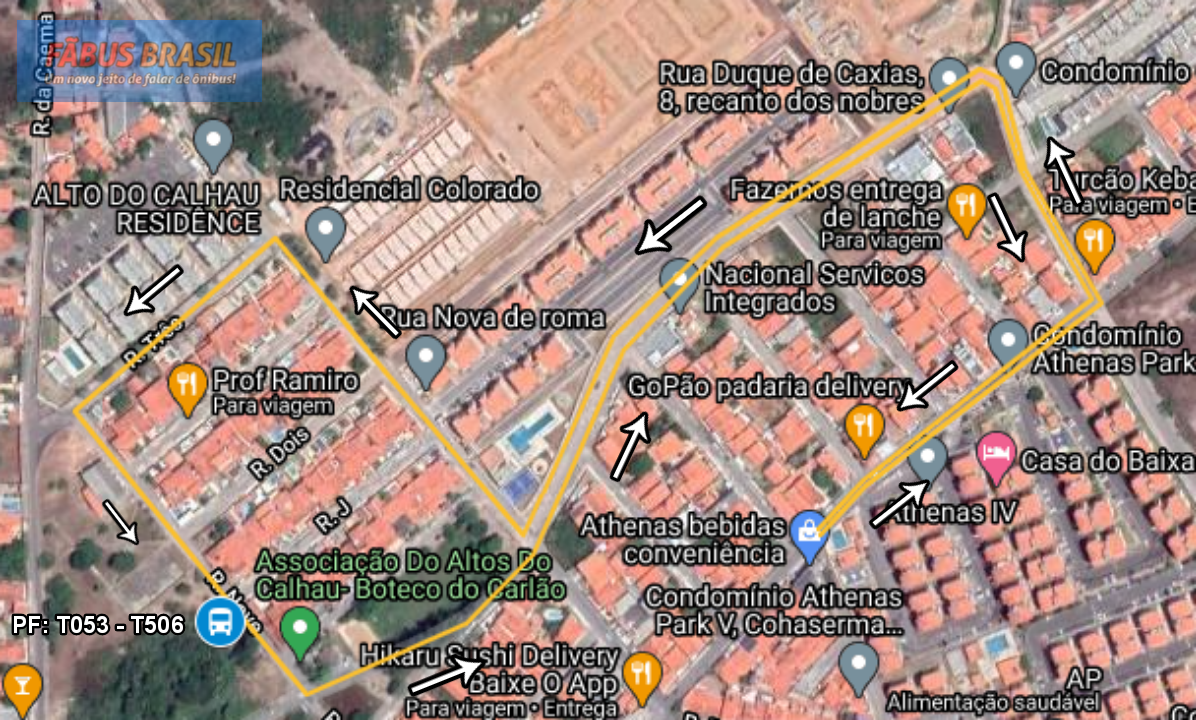 R. da Caema
FÃBUS BRASIL
um novo jeito de falar de ônibus!
Rua Duque de Caxias,
8, recanto dos nobres
Condomínio
ALTO DO CALHAU
RESIDENCE
Residencial Colorado
Fazemos entrega
de lanche
Para viagem
Turcão Keba
Para viagem • E
Nacional Servicos
Integrados
Rua Nova de roma
R. Três
Prof Ramiro
Para viagem
Condomínio
Athenas Park
GoPão padaria delivery
R. Dois
Casa do Baixa
R. J
Athenas IV
Athenas bebidas
conveniência
Associação Do Altos Do
Calhau- Boteco do Carlão
R. Nova
PF: T053 - T506
Condomínio Athenas
Park V, Cohaserma...
Hikaru Sushi Delivery
Baixe O App
Para viagem • Entrega
AP
Alimentação saudável